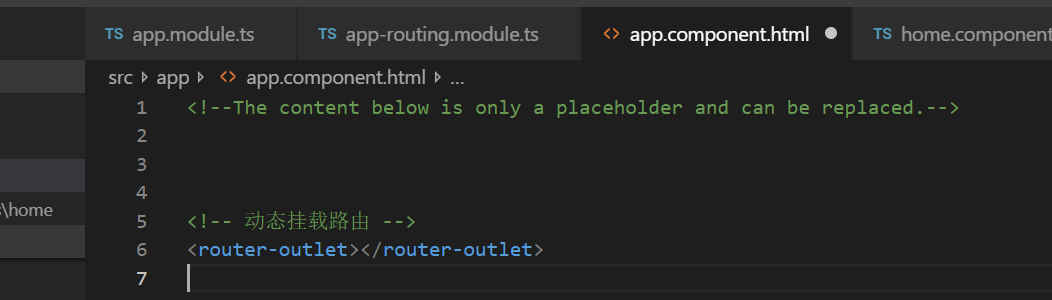 TS app.module.ts TS app-routing.module.ts <> app.component.html TS home.component
src > app > <> app.component.html > ...
1 <!--The content below is only a placeholder and can be replaced.-->
2
3
4
s\home
5 <!-- 动态挂载路由 -->
6 <router-outlet></router-outlet>
7